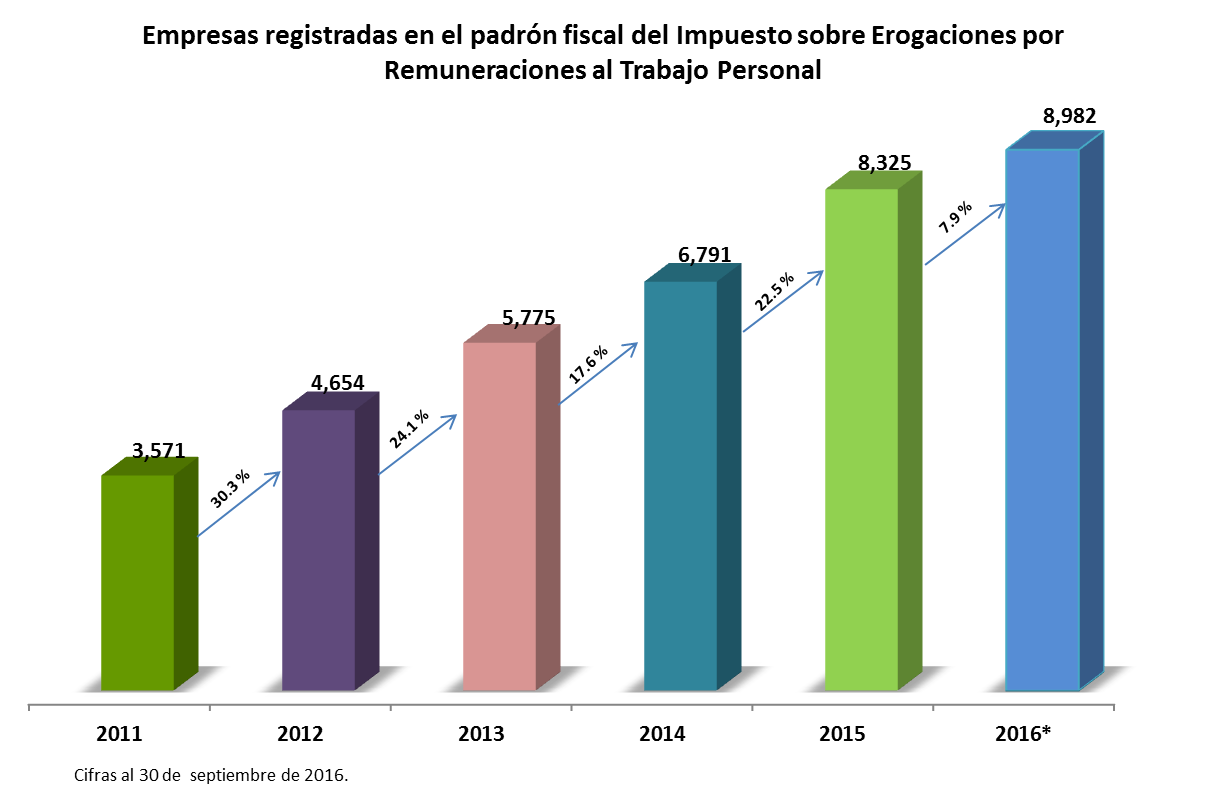 Empresas registradas en el padrón fiscal del Impuesto sobre Erogaciones por
Remuneraciones al Trabajo Personal
8,982
8,325
7.9 %
6,791
22.5 %
5,775
17.6 %
4,654
24.1 %
3,571
30.3 %
2011 2012 2013 2014 2015 2016*
Cifras al 30 de septiembre de 2016.